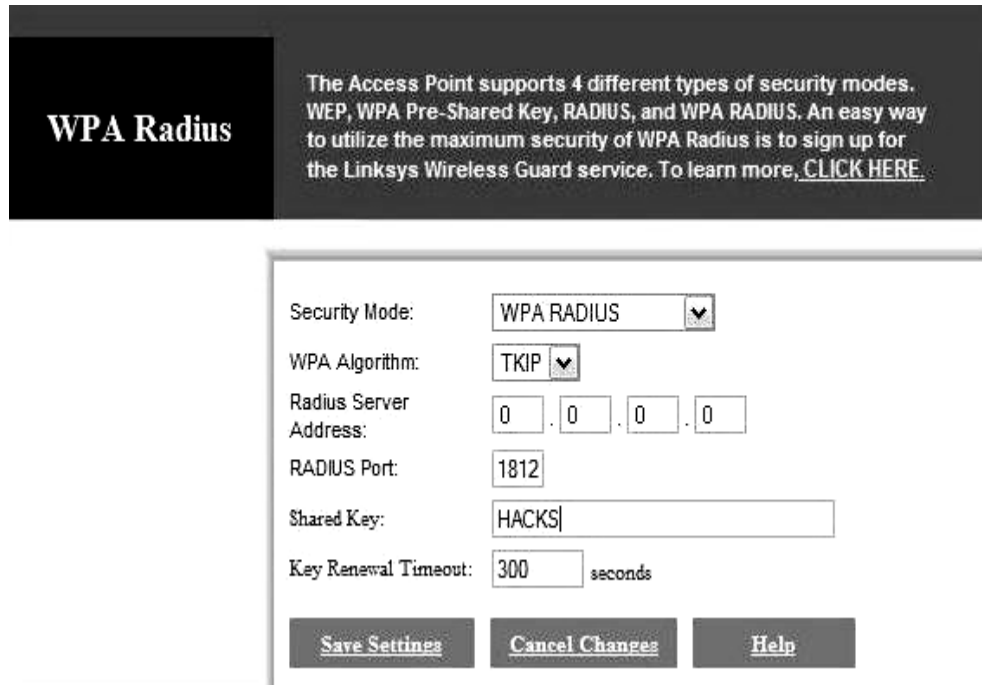 WPA Radius
The Access Point supports 4 different types of security modes.
WEP, WPA Pre-Shared Key, RADIUS, and WPA RADIUS. An easy way
to utilize the maximum security of WPA Radius is to sign up for
the Linksys Wireless Guard service. To learn more, CLICK HERE.
Security Mode: WPA RADIUS
WPA Algorithm: TKIP
Radius Server
Address: 0 . 0 . 0 . 0
RADIUS Port: 1812
Shared Key: HACKS
Key Renewal Timeout: 300 seconds
Save Settings Cancel Changes Help